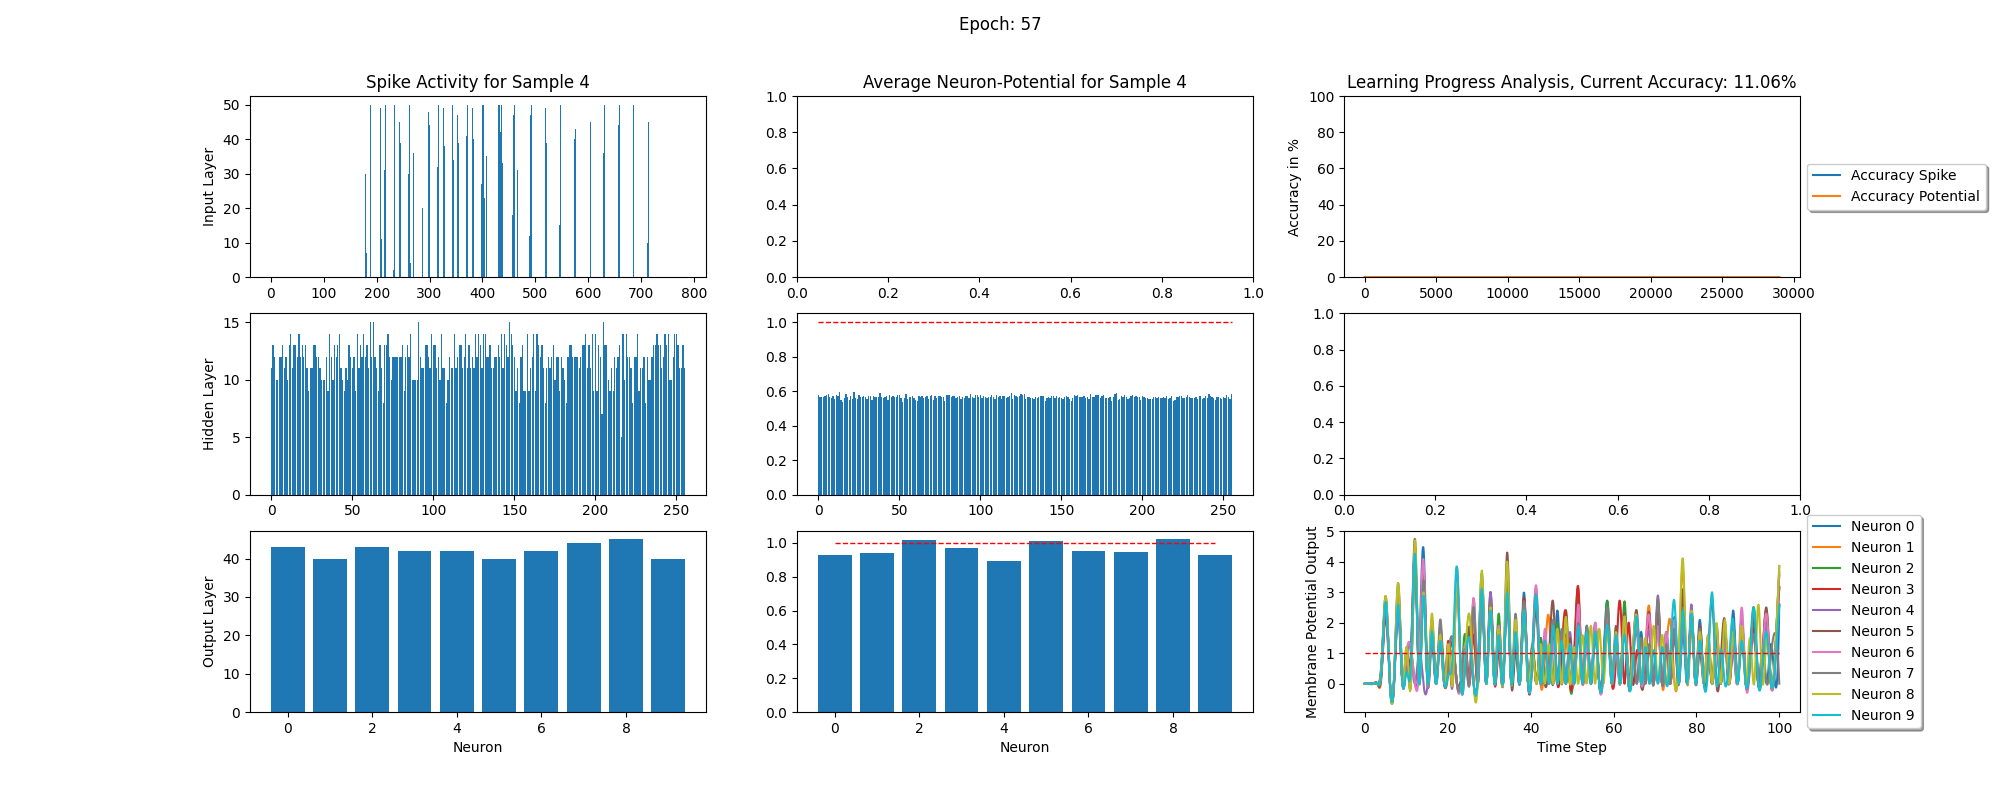 Epoch: 57
Spike Activity for Sample 4
Average Neuron-Potential for Sample 4
Learning Progress Analysis, Current Accuracy: 11.06%
Input Layer
50
40
30
20
10
0
0 100 200 300 400 500 600 700 800
1.0
0.8
0.6
0.4
0.2
0.0
0.0 0.2 0.4 0.6 0.8 1.0
Accuracy in %
100
80
60
40
20
0
0 5000 10000 15000 20000 25000 30000
Accuracy Spike
Accuracy Potential
Hidden Layer
15
10
5
0
0 50 100 150 200 250
1.0
0.8
0.6
0.4
0.2
0.0
0 50 100 150 200 250
1.0
0.8
0.6
0.4
0.2
0.0
0.0 0.2 0.4 0.6 0.8 1.0
Output Layer
40
30
20
10
0
0 2 4 6 8
Neuron
1.0
0.8
0.6
0.4
0.2
0.0
0 2 4 6 8
Neuron
Membrane Potential Output
5
4
3
2
1
0
0 20 40 60 80 100
Time Step
Neuron 0
Neuron 1
Neuron 2
Neuron 3
Neuron 4
Neuron 5
Neuron 6
Neuron 7
Neuron 8
Neuron 9